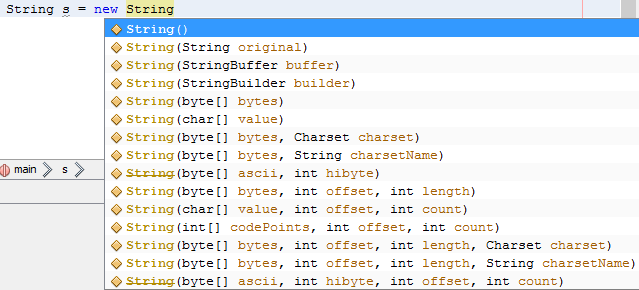 String s = new String
String()
String(String original)
String(StringBuffer buffer)
String(StringBuilder builder)
String(byte[] bytes)
String(char[] value)
String(byte[] bytes, Charset charset)
String(byte[] bytes, String charsetName)
String(byte[] ascii, int hibyte)
String(byte[] bytes, int offset, int length)
String(char[] value, int offset, int count)
String(int[] codePoints, int offset, int count)
String(byte[] bytes, int offset, int length, Charset charset)
String(byte[] bytes, int offset, int length, String charsetName)
String(byte[] ascii, int hibyte, int offset, int count)
main s